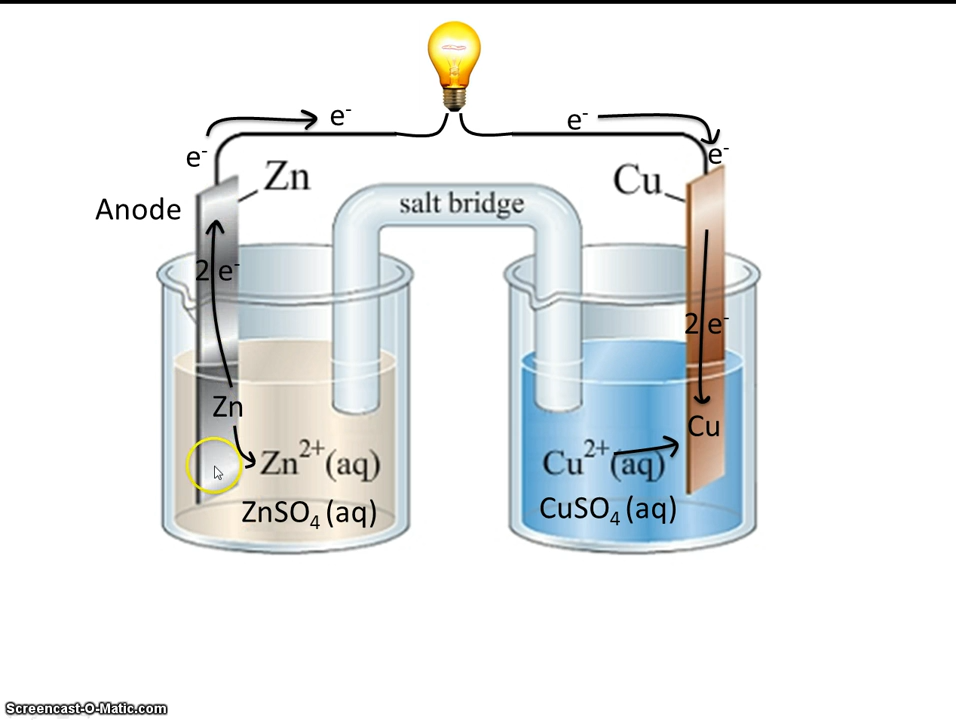 e⁻
e⁻
e⁻
e⁻
Zn
Cu
Anode
salt bridge
2 e⁻
2 e⁻
Zn
Cu
Zn²⁺(aq)
Cu²⁺(aq)
ZnSO₄ (aq)
CuSO₄ (aq)
Screencast-O-Matic.com